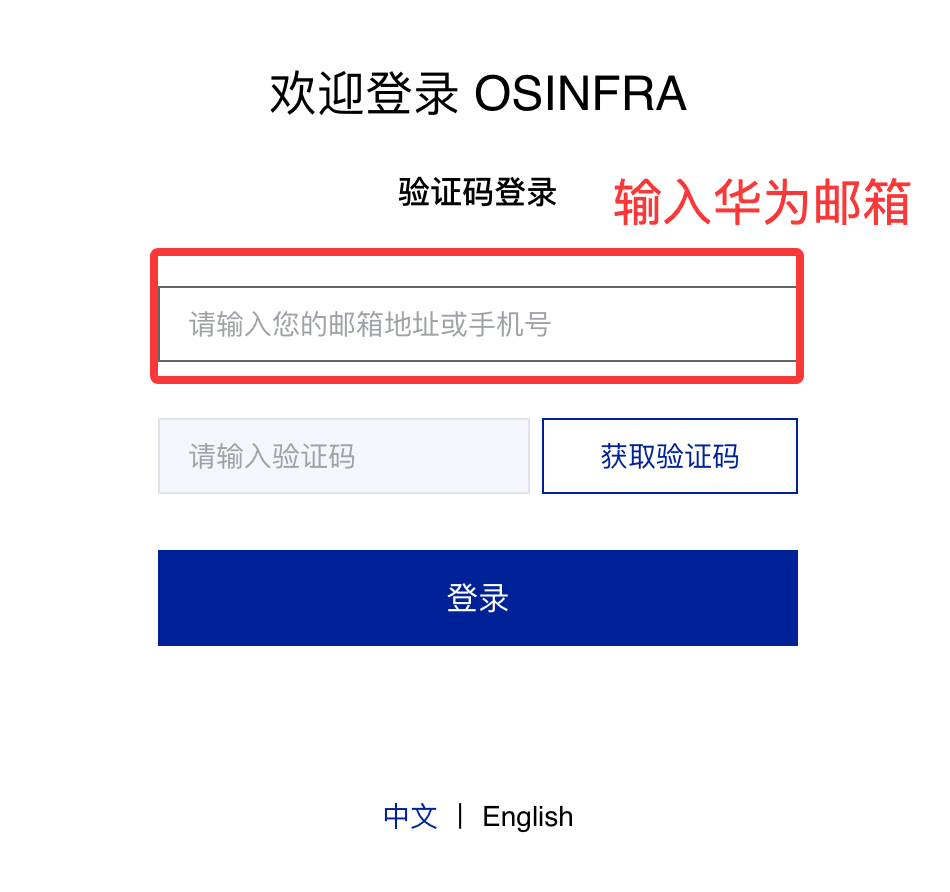 欢迎登录 OSINFRA
验证码登录
输入华为邮箱
请输入您的邮箱地址或手机号
请输入验证码
获取验证码
登录
中文 | English